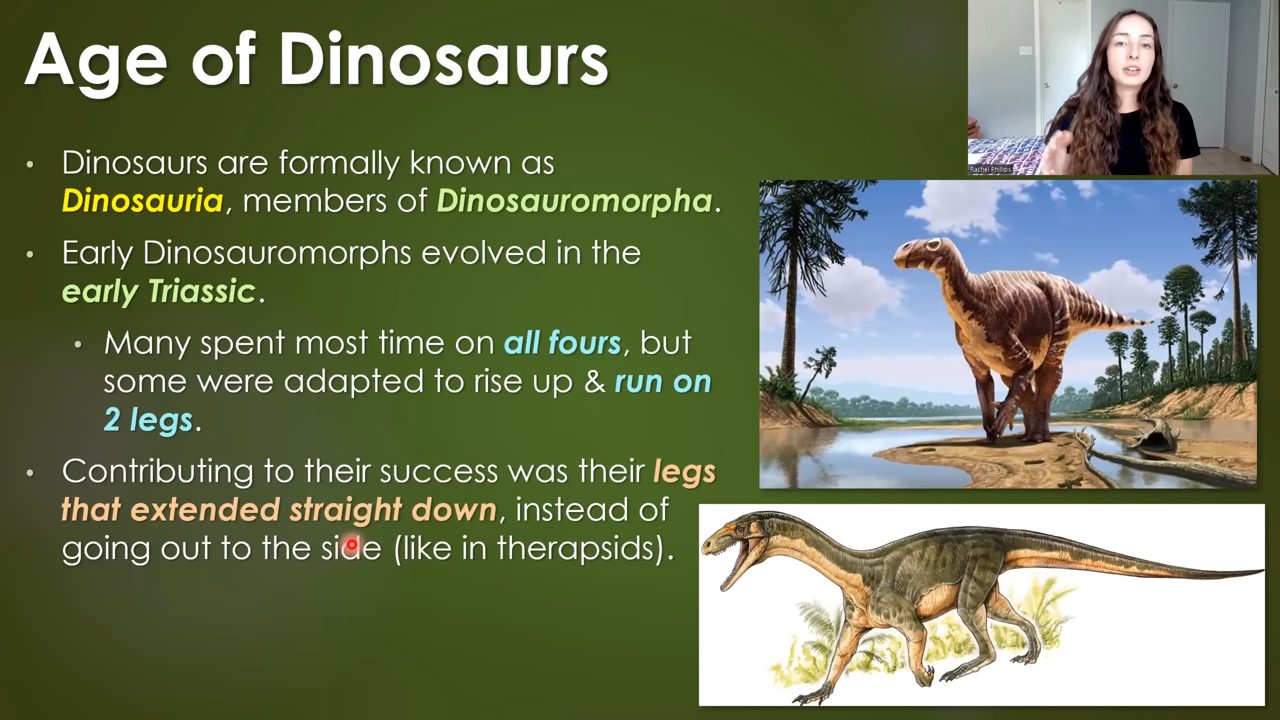 Age of Dinosaurs
• Dinosaurs are formally known as
Dinosauria, members of Dinosauromorpha.
• Early Dinosauromorphs evolved in the
early Triassic.
• Many spent most time on all fours, but
some were adapted to rise up & run on
2 legs.
• Contributing to their success was their legs
that extended straight down, instead of
going out to the side (like in therapsids).
Rachel Phillips